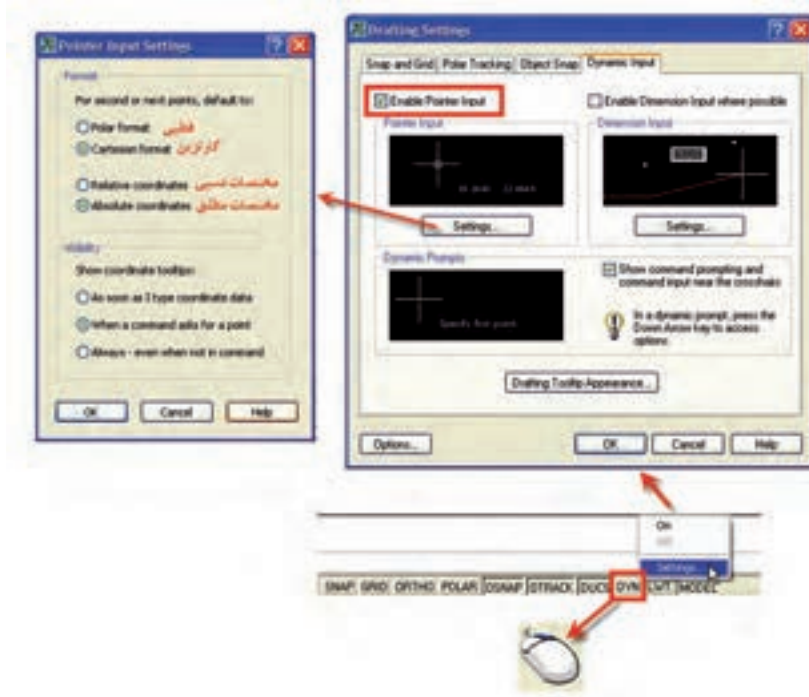 Pointer Input Settings
Format
For second or next points, default to:
Polar format قطبی
Cartesian format کارتزین
Relative coordinates مختصات نسبی
Absolute coordinates مختصات مطلق
Visibility
Show coordinate tooltips:
As soon as I type coordinate data
When a command asks for a point
Always - even when not in command
OK Cancel Help
Drafting Settings
Snap and Grid Polar Tracking Object Snap Dynamic Input
Enable Pointer Input
Enable Dimension Input where possible
Pointer Input
Dimension Input
Settings...
Settings...
Dynamic Prompts
Specify first point:
Show command prompting and
command input near the crosshairs
In a dynamic prompt, press the
Down Arrow key to access
options.
Drafting Tooltip Appearance...
Options... OK Cancel Help
On
Settings...
SNAP GRID ORTHO POLAR OSNAP OTRACK DUCS DYN LWT MODEL